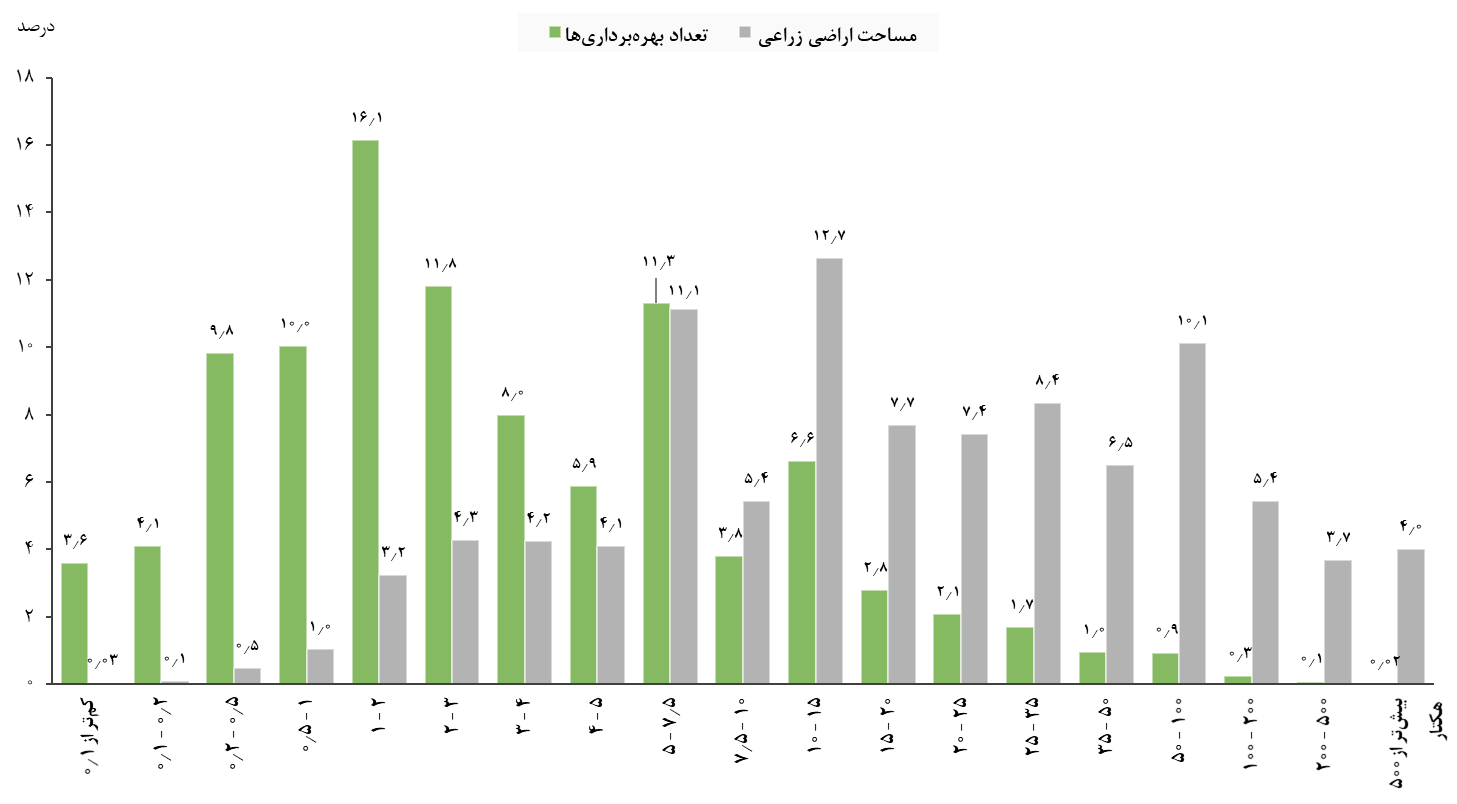 درصد
تعداد بهره‌برداری‌ها
مساحت اراضی زراعی
۱۸
۱۶
۱۴
۱۲
۱۰
۸
۶
۴
۲
۰
۳٫۶
۰٫۰۳
۴٫۱
۰٫۱
۹٫۸
۰٫۵
۱۰٫۰
۱٫۰
۱۶٫۱
۳٫۲
۱۱٫۸
۴٫۳
۸٫۰
۴٫۲
۵٫۹
۴٫۱
۱۱٫۳
۱۱٫۱
۳٫۸
۵٫۴
۶٫۶
۱۲٫۷
۲٫۸
۷٫۷
۲٫۱
۷٫۴
۱٫۷
۸٫۴
۱٫۰
۶٫۵
۰٫۹
۱۰٫۱
۰٫۳
۵٫۴
۰٫۱
۳٫۷
۰٫۰۲
۴٫۰
کم‌تر از ۰٫۱
۰٫۱ - ۰٫۲
۰٫۲ - ۰٫۵
۰٫۵ - ۱
۱ - ۲
۲ - ۳
۳ - ۴
۴ - ۵
۵ - ۷٫۵
۷٫۵ - ۱۰
۱۰ - ۱۵
۱۵ - ۲۰
۲۰ - ۲۵
۲۵ - ۳۵
۳۵ - ۵۰
۵۰ - ۱۰۰
۱۰۰ - ۲۰۰
۲۰۰ - ۵۰۰
بیش‌تر از ۵۰۰
هکتار